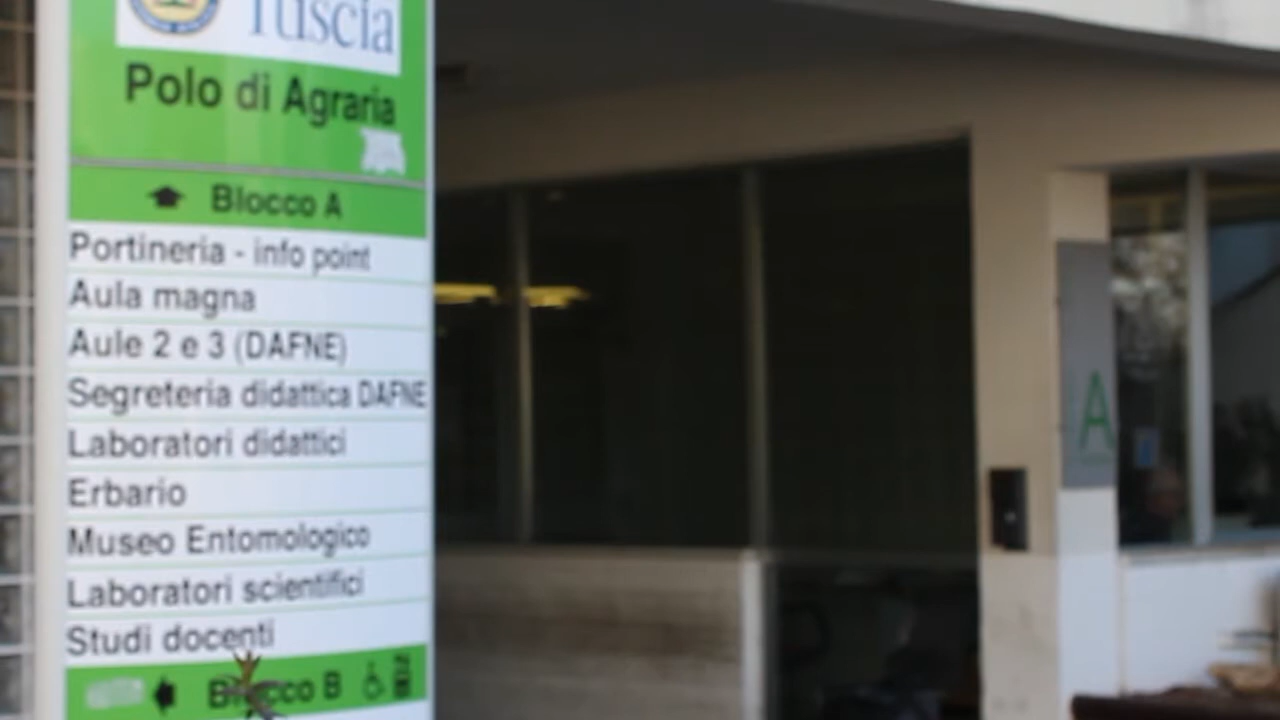 Tuscia
Polo di Agraria
Blocco A
Portineria - info point
Aula magna
Aule 2 e 3 (DAFNE)
Segreteria didattica DAFNE
Laboratori didattici
Erbario
Museo Entomologico
Laboratori scientifici
Studi docenti
Blocco B
A